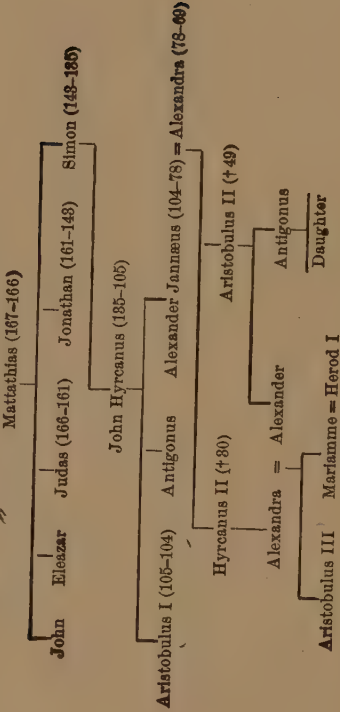 Mattathias (167–166)
John Eleazar Judas (166–161) Jonathan (161–143) Simon (143–135)
John Hyrcanus (135–105)
Aristobulus I (105–104) Antigonus Alexander Jannæus (104–78) = Alexandra (78–69)
Hyrcanus II (†30) Aristobulus II (†49)
Alexandra = Alexander Antigonus
Aristobulus III Mariamme = Herod I Daughter